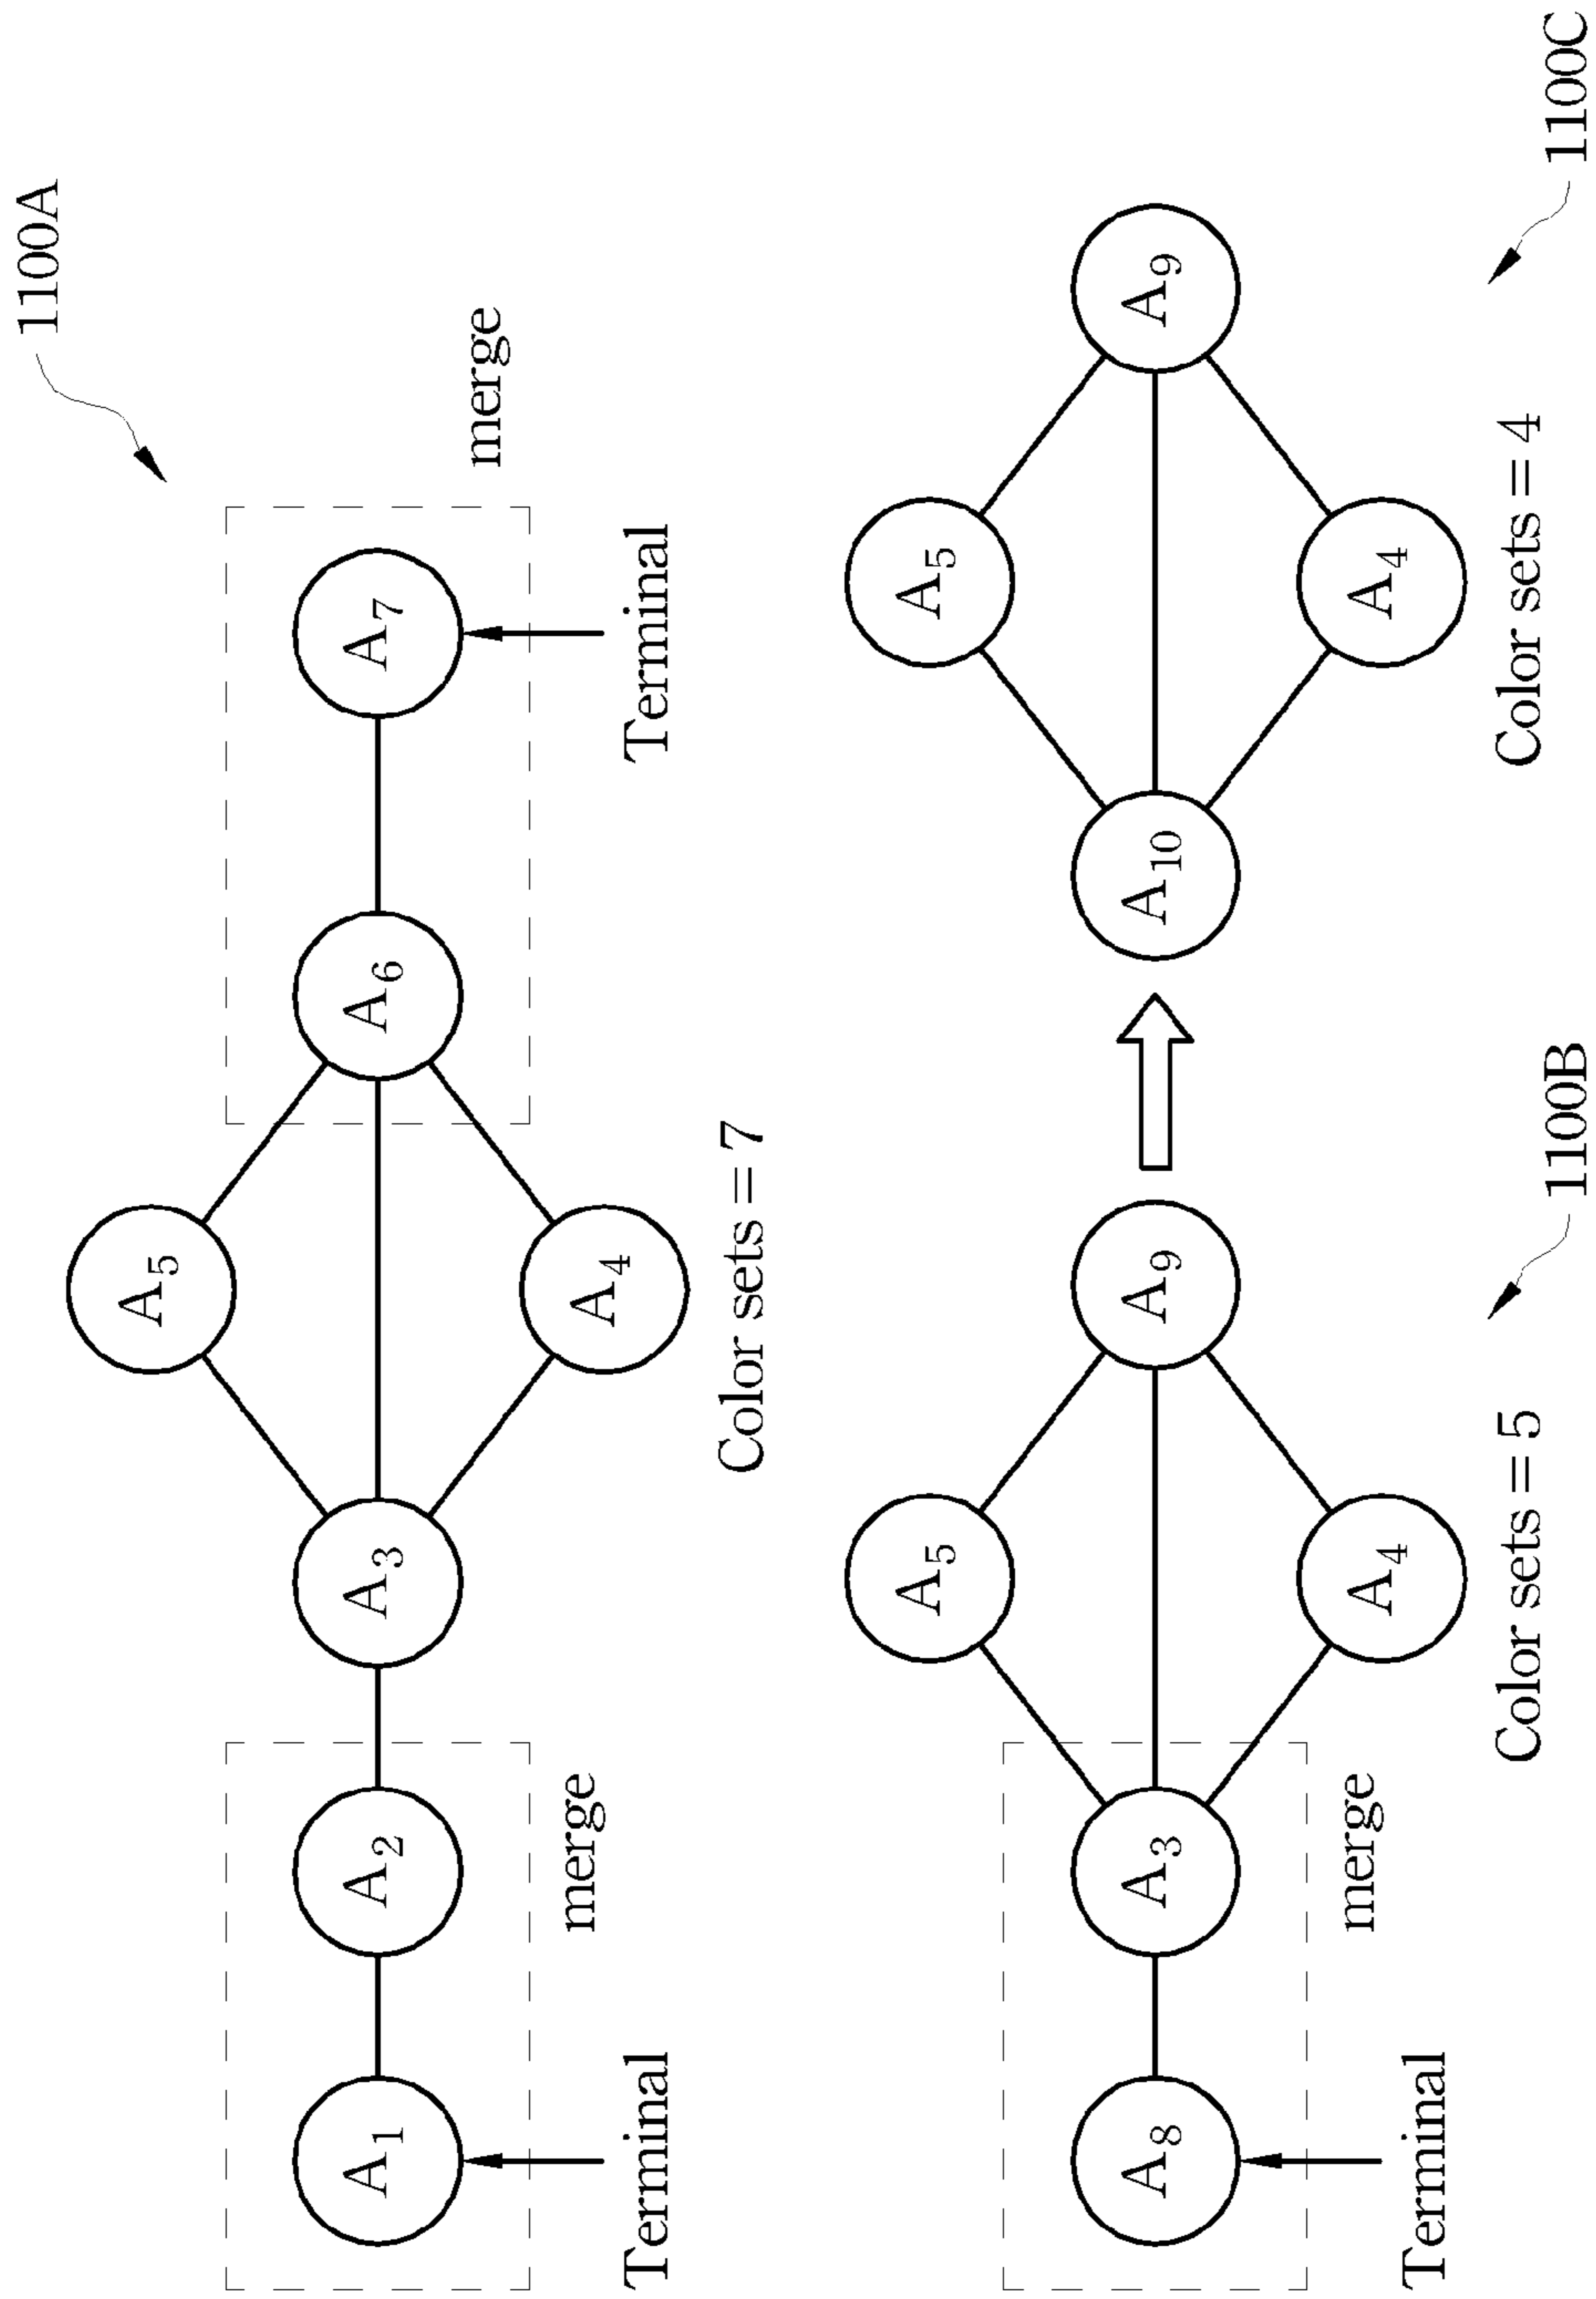 1100A
A5
A1 A2 A3 A6 A7
A4
merge
merge
Terminal
Terminal
Color sets = 7
A5
A8 A3 A9
A4
merge
Terminal
Color sets = 5
1100B
A5
A10 A9
A4
Color sets = 4
1100C